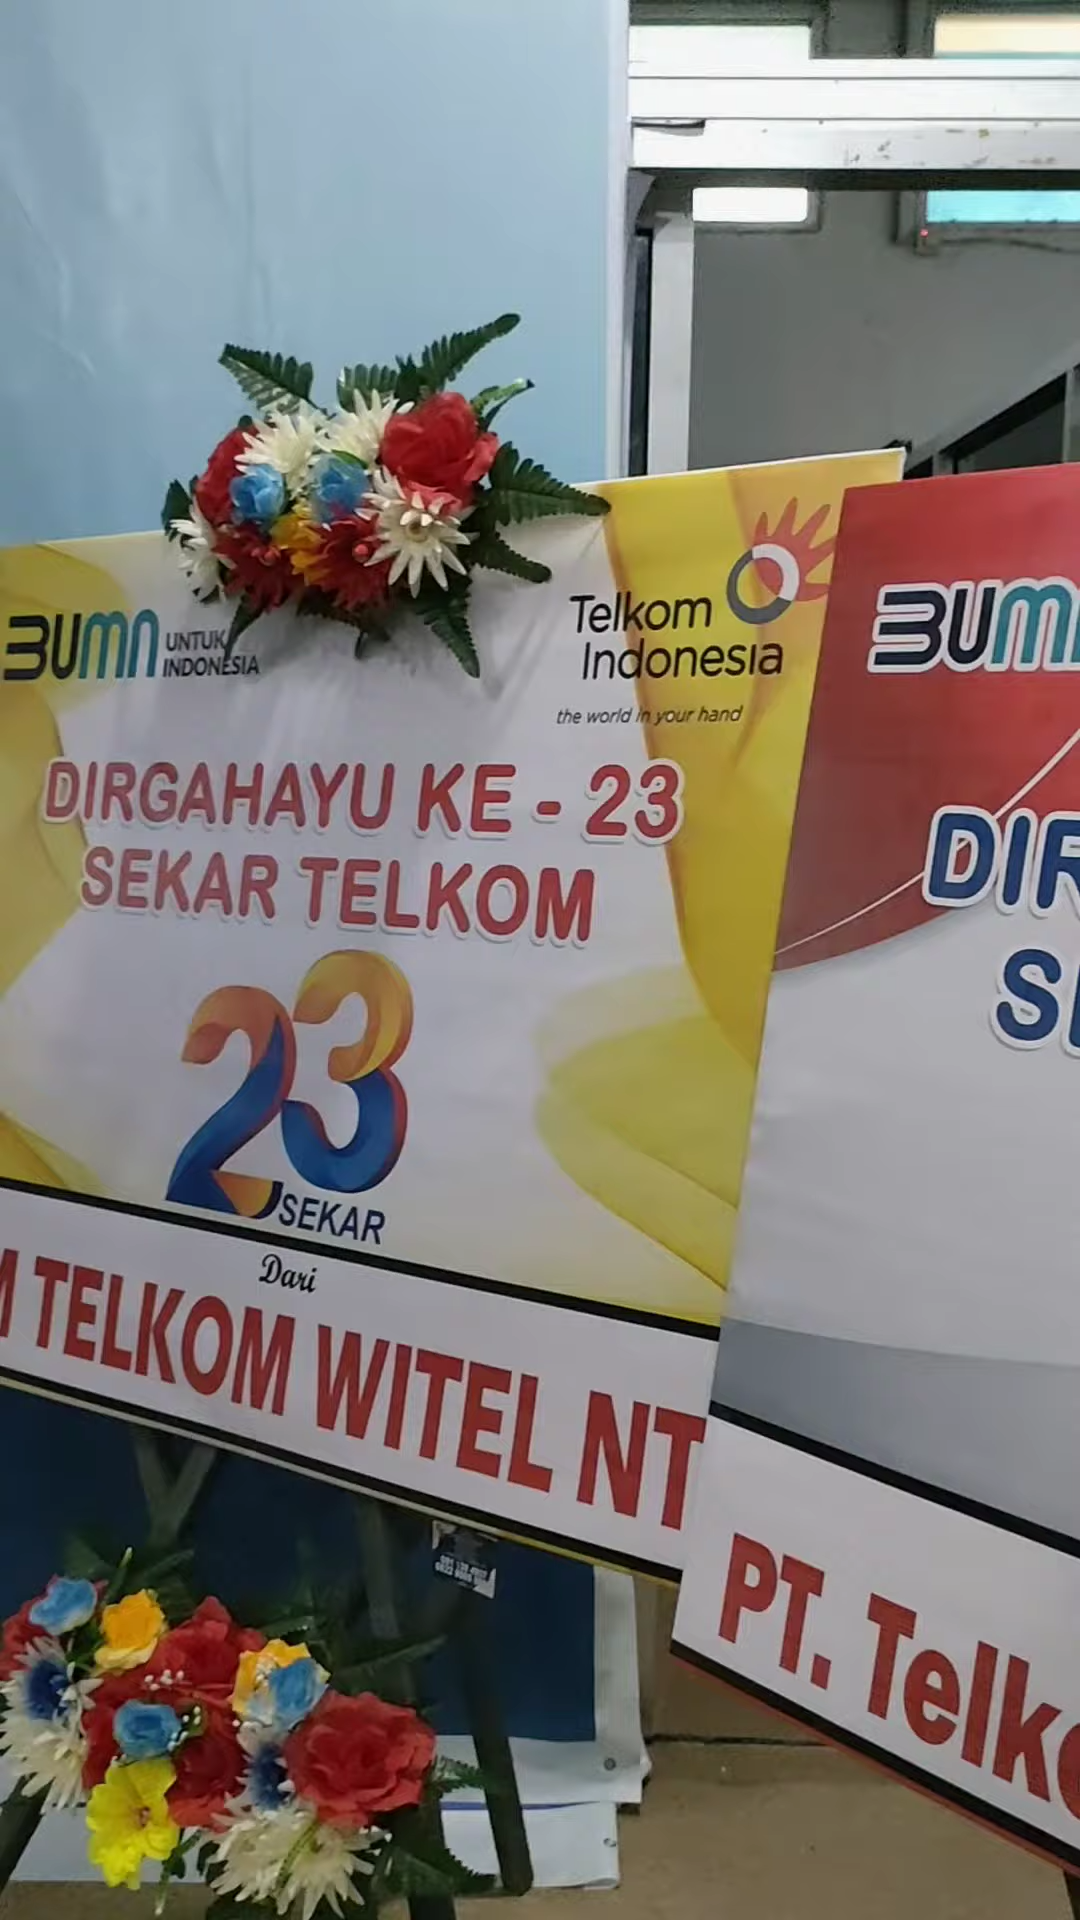 BUMN UNTUK
INDONESIA
Telkom
Indonesia
the world in your hand
DIRGAHAYU KE - 23
SEKAR TELKOM
23
SEKAR
Dari
TELKOM WITEL NT
BUM
DIR
PT. Telk